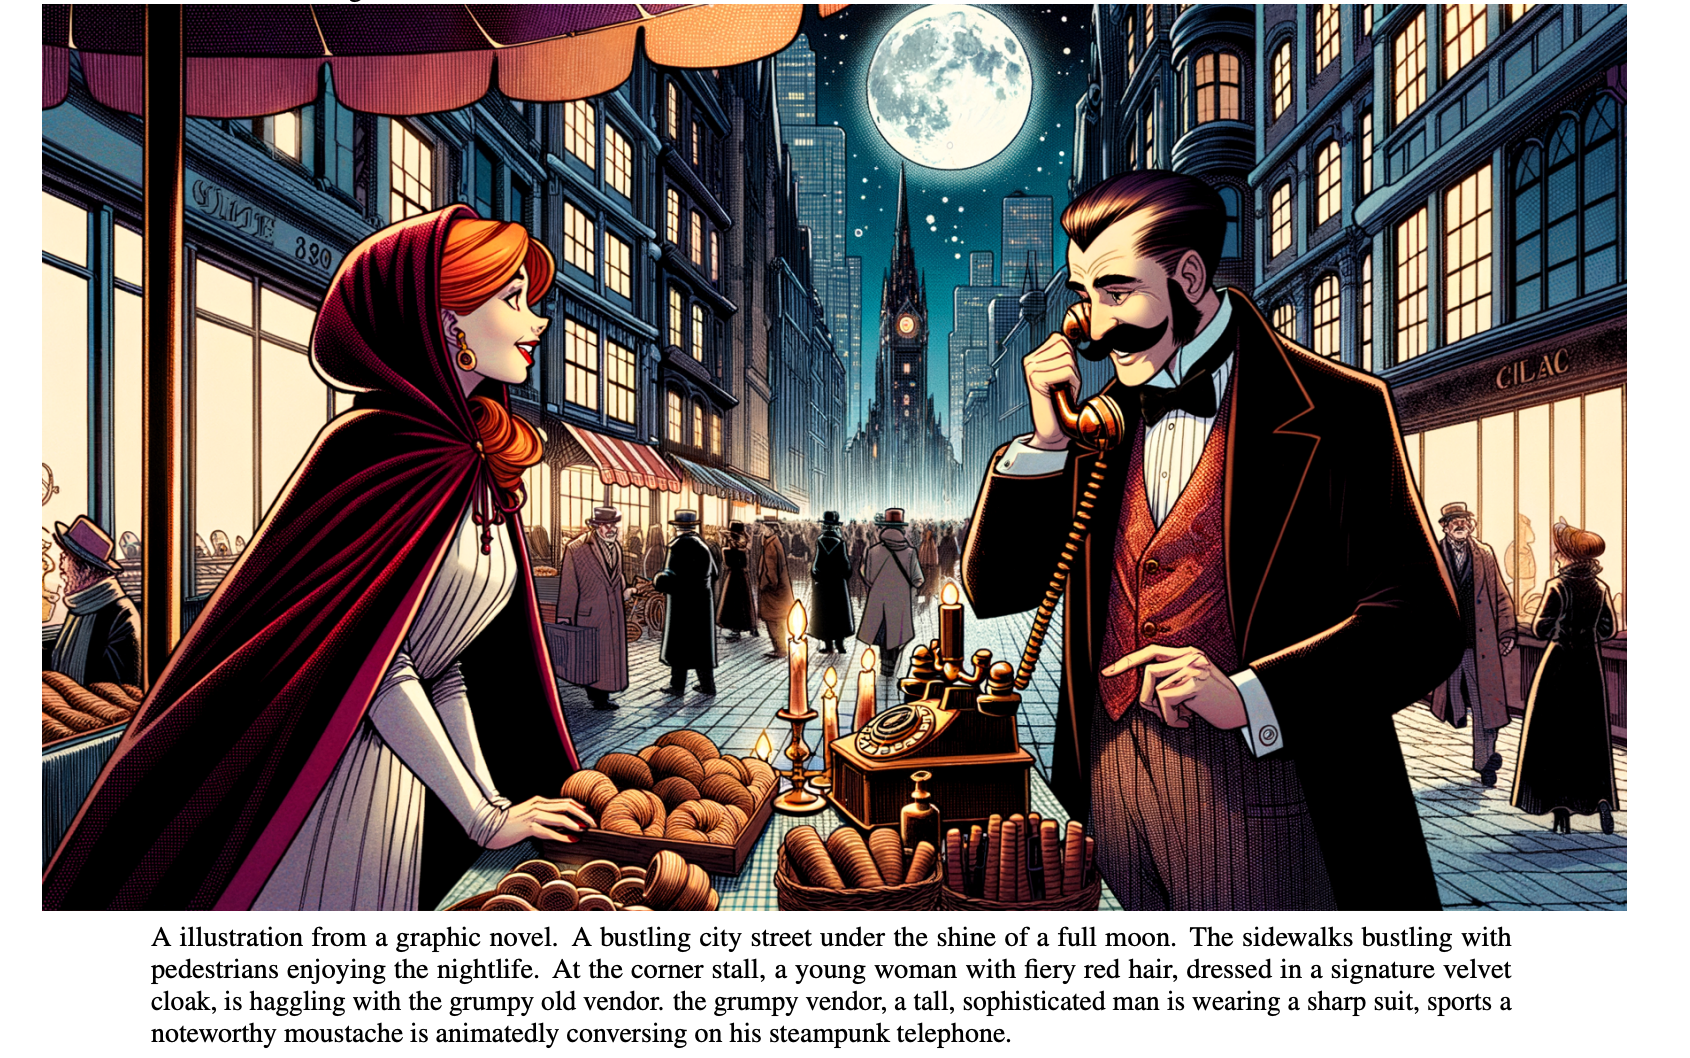 390
CILAC
A illustration from a graphic novel. A bustling city street under the shine of a full moon. The sidewalks bustling with
pedestrians enjoying the nightlife. At the corner stall, a young woman with fiery red hair, dressed in a signature velvet
cloak, is haggling with the grumpy old vendor. the grumpy vendor, a tall, sophisticated man is wearing a sharp suit, sports a
noteworthy moustache is animatedly conversing on his steampunk telephone.